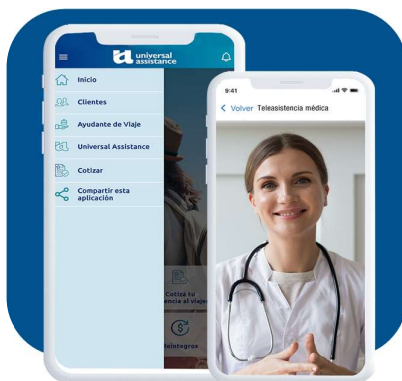 universal
assistance
Inicio
Clientes
Ayudante de Viaje
Universal Assistance
Cotizar
Compartir esta
aplicación
Cotizá tu
encia al viaje
Reintegros
9:41
Volver Teleasistencia médica